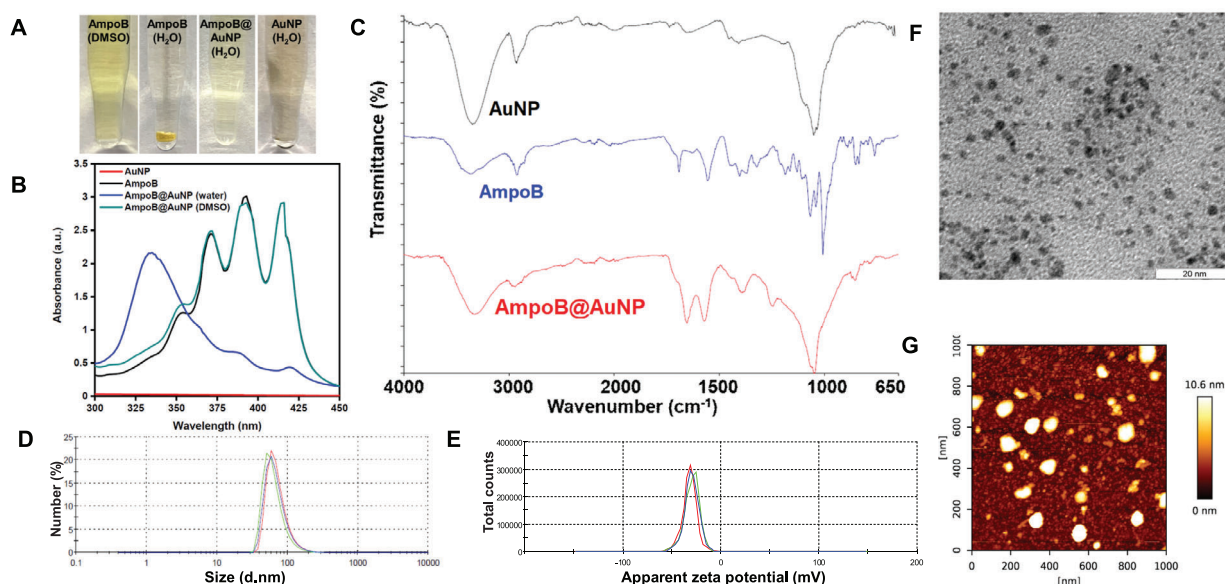 A
AmpoB
(DMSO)
AmpoB
(H₂O)
AmpoB@
AuNP
(H₂O)
AuNP
(H₂O)
B
Absorbance (a.u.)
3.5
3
2.5
2
1.5
1
0.5
0
AuNP
AmpoB
AmpoB@AuNP (water)
AmpoB@AuNP (DMSO)
300 325 350 375 400 425 450
Wavelength (nm)
C
Transmittance (%)
AuNP
AmpoB
AmpoB@AuNP
4000 3000 2000 1500 1000 650
Wavenumber (cm⁻¹)
D
Number (%)
25
20
15
10
5
0
0.1 1 10 100 1000 10000
Size (d.nm)
E
Total counts
400000
300000
200000
100000
0
-100 0 100 200
Apparent zeta potential (mV)
F
20 nm
G
[nm]
1000
800
600
400
200
0
0 200 400 600 800 1000
[nm]
10.6 nm
0 nm